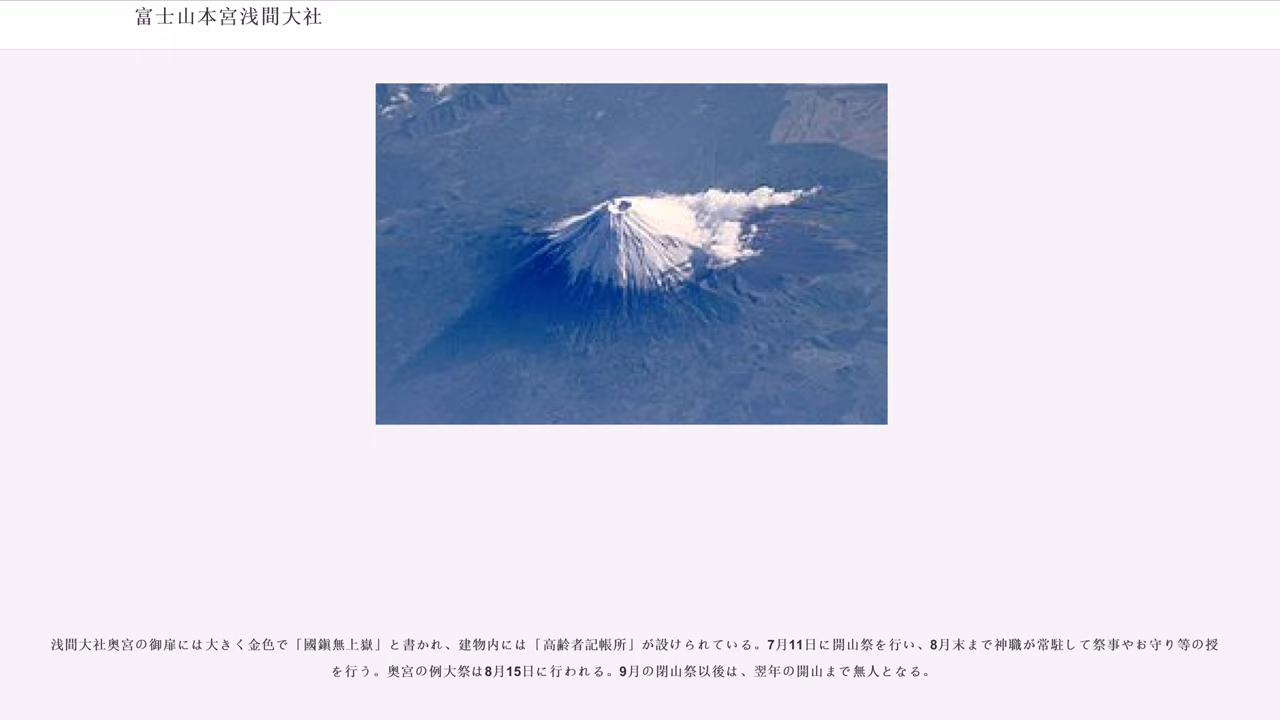 富士山本宮浅間大社
浅間大社奥宮の御扉には大きく金色で「國鎭無上嶽」と書かれ、建物内には「高齢者記帳所」が設けられている。7月11日に開山祭を行い、8月末まで神職が常駐して祭事やお守り等の授
を行う。奥宮の例大祭は8月15日に行われる。9月の閉山祭以後は、翌年の開山まで無人となる。